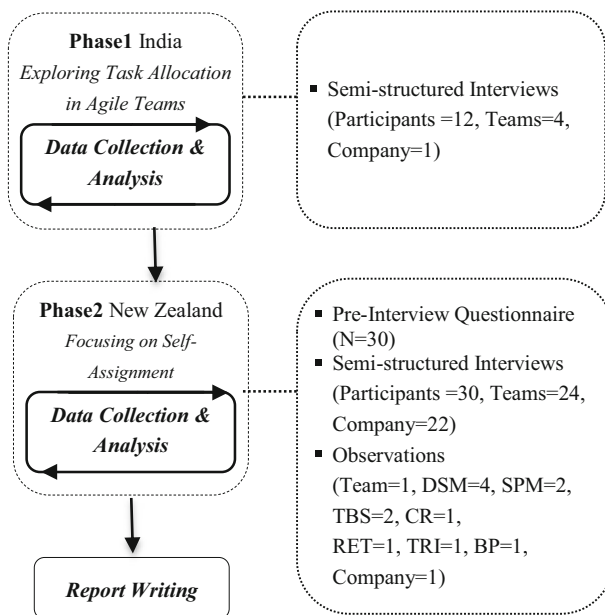 Phase1 India
Exploring Task Allocation
in Agile Teams
Data Collection &
Analysis
▪ Semi-structured Interviews
(Participants =12, Teams=4,
Company=1)
Phase2 New Zealand
Focusing on Self-
Assignment
Data Collection &
Analysis
▪ Pre-Interview Questionnaire
(N=30)
▪ Semi-structured Interviews
(Participants =30, Teams=24,
Company=22)
▪ Observations
(Team=1, DSM=4, SPM=2,
TBS=2, CR=1,
RET=1, TRI=1, BP=1,
Company=1)
Report Writing